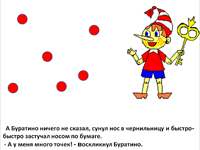 А Буратино ничего не сказал, сунул нос в чернильницу и быстро-
быстро застучал носом по бумаге.
- А у меня много точек! - воскликнул Буратино.